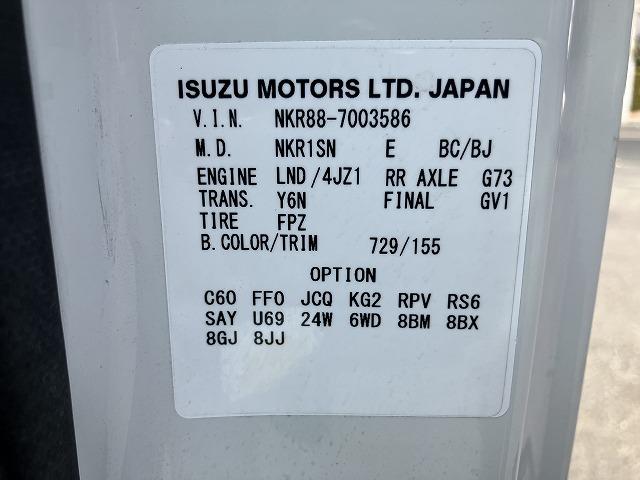 ISUZU MOTORS LTD. JAPAN
V.I.N. NKR88-7003586
M.D. NKR1SN E BC/BJ
ENGINE LND/4JZ1 RR AXLE G73
TRANS. Y6N FINAL GV1
TIRE FPZ
B.COLOR/TRIM 729/155
OPTION
C60 FF0 JCQ KG2 RPV RS6
SAY U69 24W 6WD 8BM 8BX
8GJ 8JJ